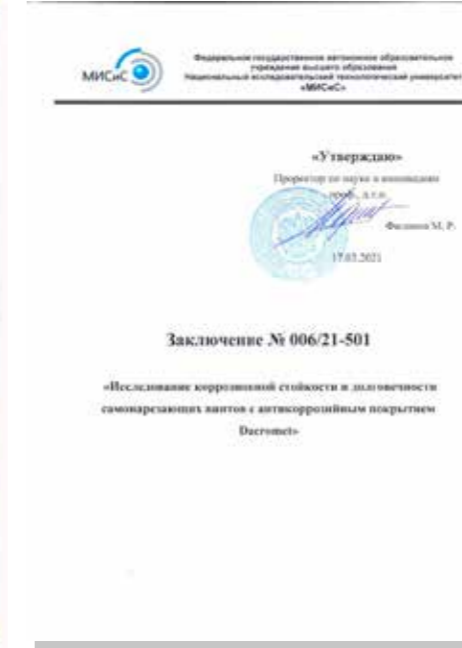 МИСиС
Федеральное государственное автономное образовательное
учреждение высшего образования
Национальный исследовательский технологический университет
«МИСиС»
«Утверждаю»
Проректор по науке и инновациям
проф., д.т.н.
Филонов М. Р.
17.03.2021
Заключение № 006/21-501
«Исследование коррозионной стойкости и долговечности
самонарезающих винтов с антикоррозийным покрытием
Dacromet»